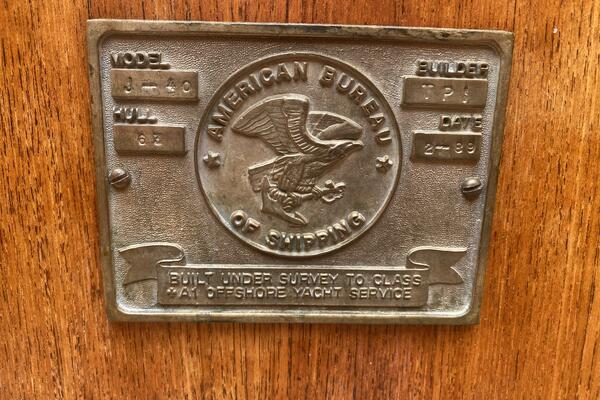 MODEL
J-40
HULL
63
AMERICAN BUREAU
OF SHIPPING
BUILDER
TPI
DATE
2-89
BUILT UNDER SURVEY TO CLASS
✠A1 OFFSHORE YACHT SERVICE